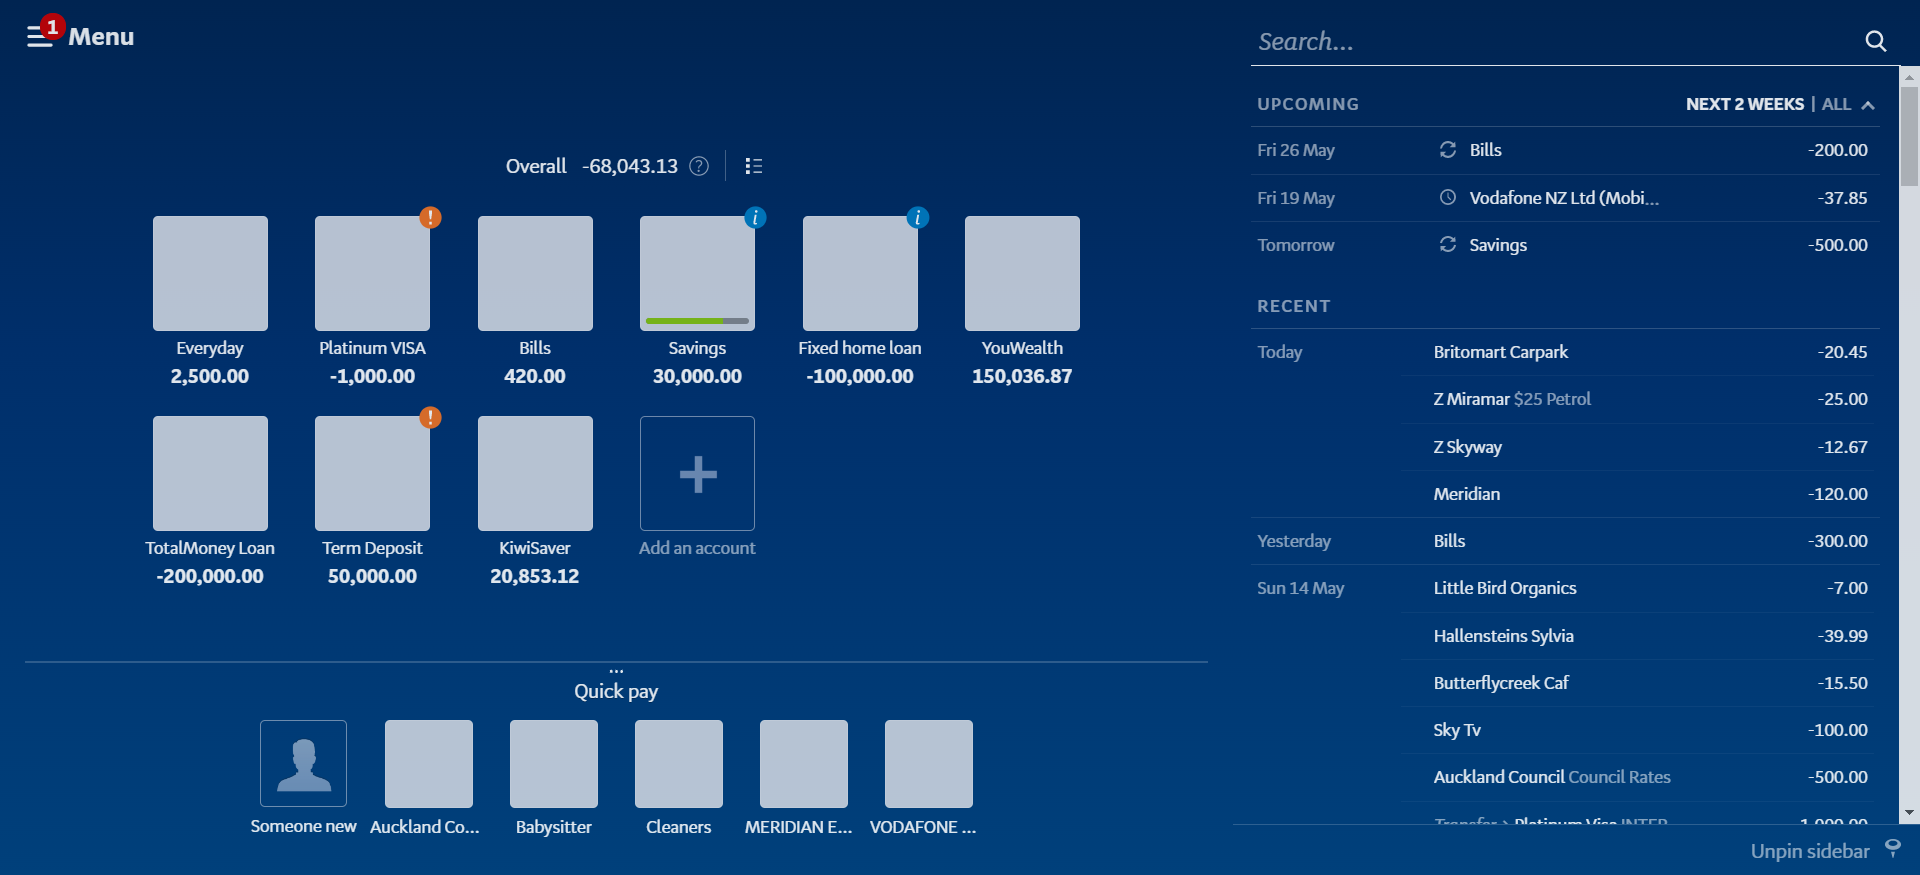 1
Menu
Search...
Overall -68,043.13 ?
! i i
Everyday Platinum VISA Bills Savings Fixed home loan YouWealth
2,500.00 -1,000.00 420.00 30,000.00 -100,000.00 150,036.87
!
TotalMoney Loan Term Deposit KiwiSaver Add an account
-200,000.00 50,000.00 20,853.12
...
Quick pay
Someone new Auckland Co... Babysitter Cleaners MERIDIAN E... VODAFONE ...
UPCOMING NEXT 2 WEEKS | ALL
Fri 26 May Bills -200.00
Fri 19 May Vodafone NZ Ltd (Mobi... -37.85
Tomorrow Savings -500.00
RECENT
Today Britomart Carpark -20.45
Z Miramar $25 Petrol -25.00
Z Skyway -12.67
Meridian -120.00
Yesterday Bills -300.00
Sun 14 May Little Bird Organics -7.00
Hallensteins Sylvia -39.99
Butterflycreek Caf -15.50
Sky Tv -100.00
Auckland Council Council Rates -500.00
Transfer > Platinum Visa INTER -1,000.00
Unpin sidebar